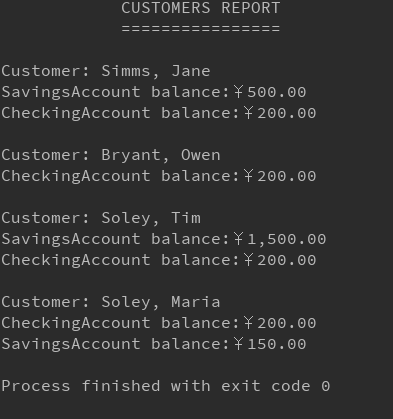 CUSTOMERS REPORT
================
Customer: Simms, Jane
SavingsAccount balance:¥500.00
CheckingAccount balance:¥200.00
Customer: Bryant, Owen
CheckingAccount balance:¥200.00
Customer: Soley, Tim
SavingsAccount balance:¥1,500.00
CheckingAccount balance:¥200.00
Customer: Soley, Maria
CheckingAccount balance:¥200.00
SavingsAccount balance:¥150.00
Process finished with exit code 0